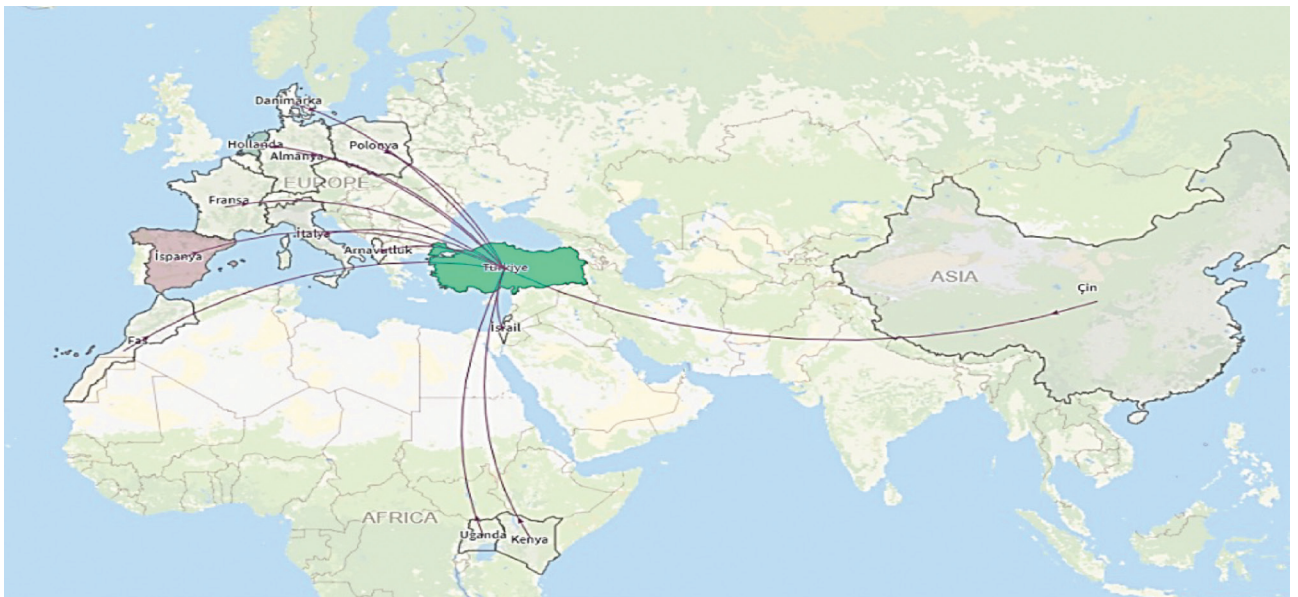 Danimarka
Hollanda
Almanya
Polonya
EUROPE
Fransa
İtalya
Arnavutluk
İspanya
Türkiye
ASIA
Çin
İsrail
Fas
AFRICA
Uganda
Kenya